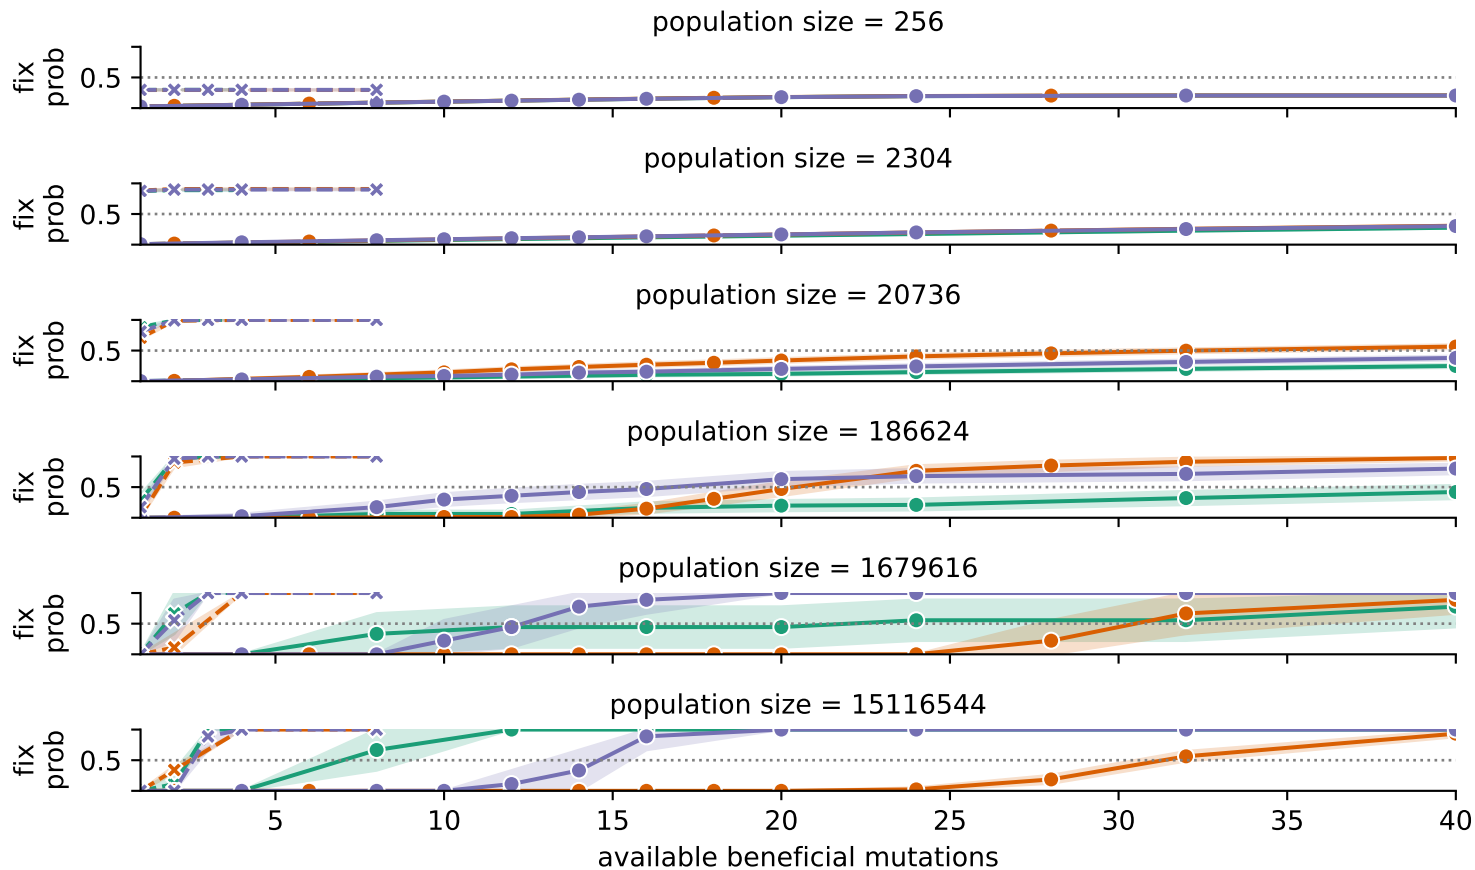 population size = 256
fix
prob
0.5
population size = 2304
fix
prob
0.5
population size = 20736
fix
prob
0.5
population size = 186624
fix
prob
0.5
population size = 1679616
fix
prob
0.5
population size = 15116544
fix
prob
0.5
5 10 15 20 25 30 35 40
available beneficial mutations